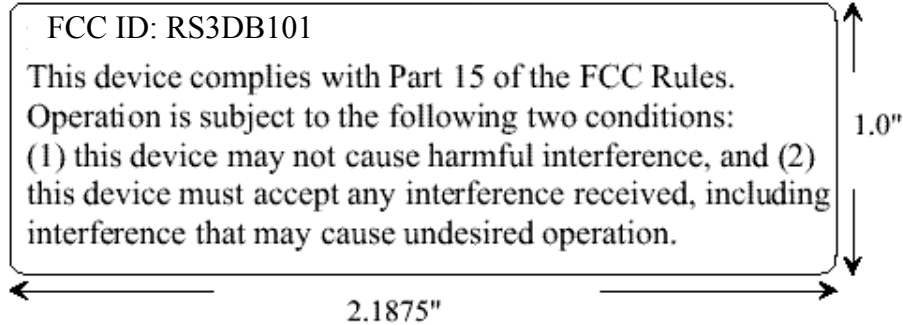 FCC ID: RS3DB101
This device complies with Part 15 of the FCC Rules.
Operation is subject to the following two conditions:
(1) this device may not cause harmful interference, and (2)
this device must accept any interference received, including
interference that may cause undesired operation.
1.0"
2.1875"